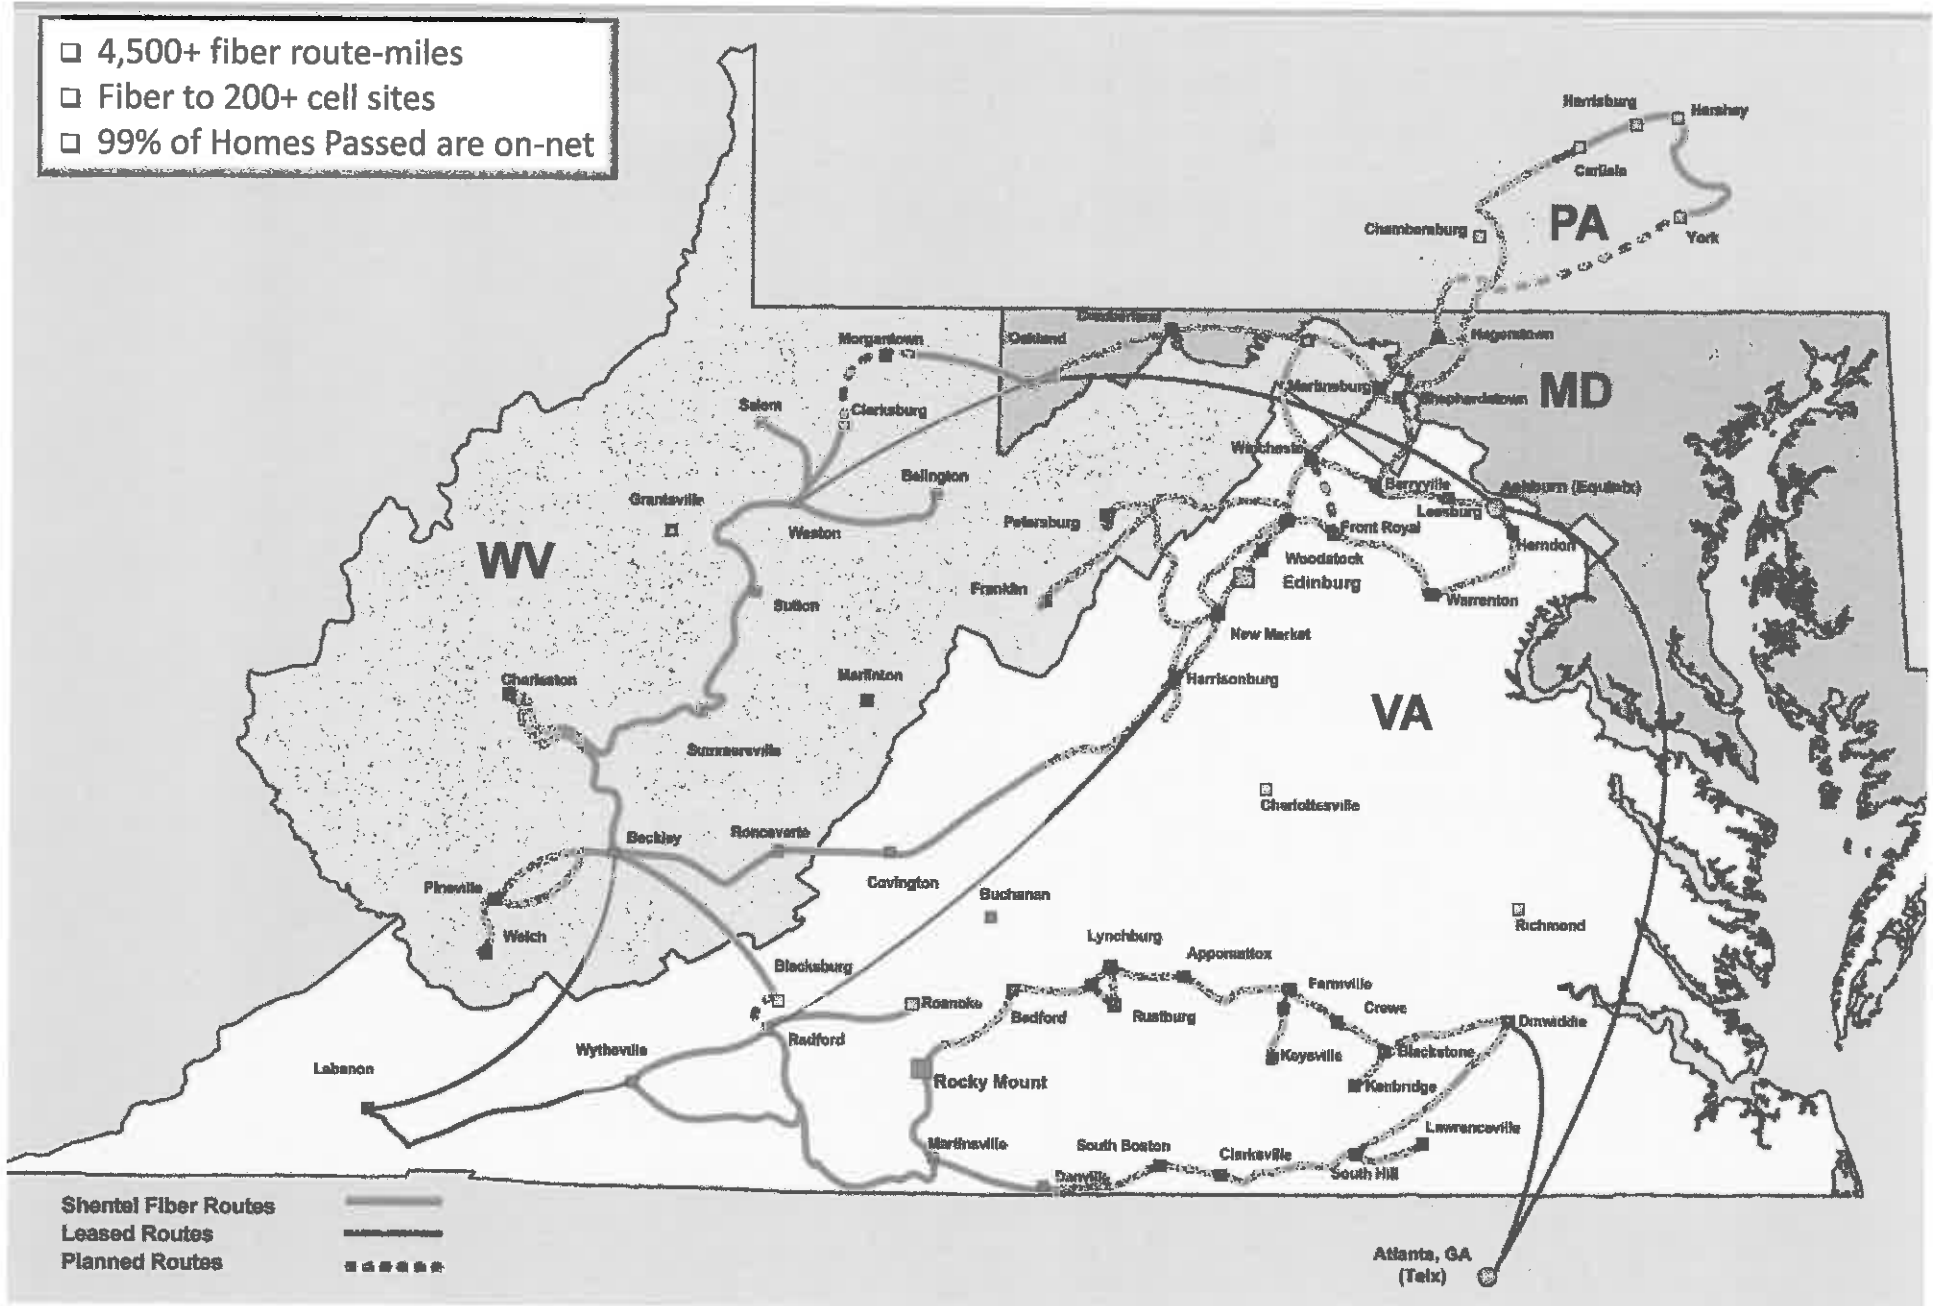 4,500+ fiber route-miles
Fiber to 200+ cell sites
99% of Homes Passed are on-net
Harrisburg
Hershey
Carlisle
PA
Chambersburg
York
Morgantown
Oakland
Hagerstown
MD
Martinsburg
Shepherdstown
Salem
Clarksburg
Winchester
Belington
Grantsville
Berryville
Ashburn (Equinix)
Leesburg
Petersburg
Weston
Front Royal
Herndon
WV
Woodstock
Edinburg
Franklin
Sutton
Warrenton
New Market
Charleston
Marlinton
Harrisonburg
VA
Summersville
Charlottesville
Beckley
Ronceverte
Covington
Pineville
Buchanan
Welch
Richmond
Lynchburg
Appomattox
Blacksburg
Roanoke
Bedford
Rustburg
Farmville
Crewe
Dinwiddie
Radford
Wytheville
Keysville
Blackstone
Lebanon
Rocky Mount
Kenbridge
Lawrenceville
Martinsville
South Boston
Clarksville
South Hill
Danville
Shentel Fiber Routes
Leased Routes
Planned Routes
Atlanta, GA
(Telx)